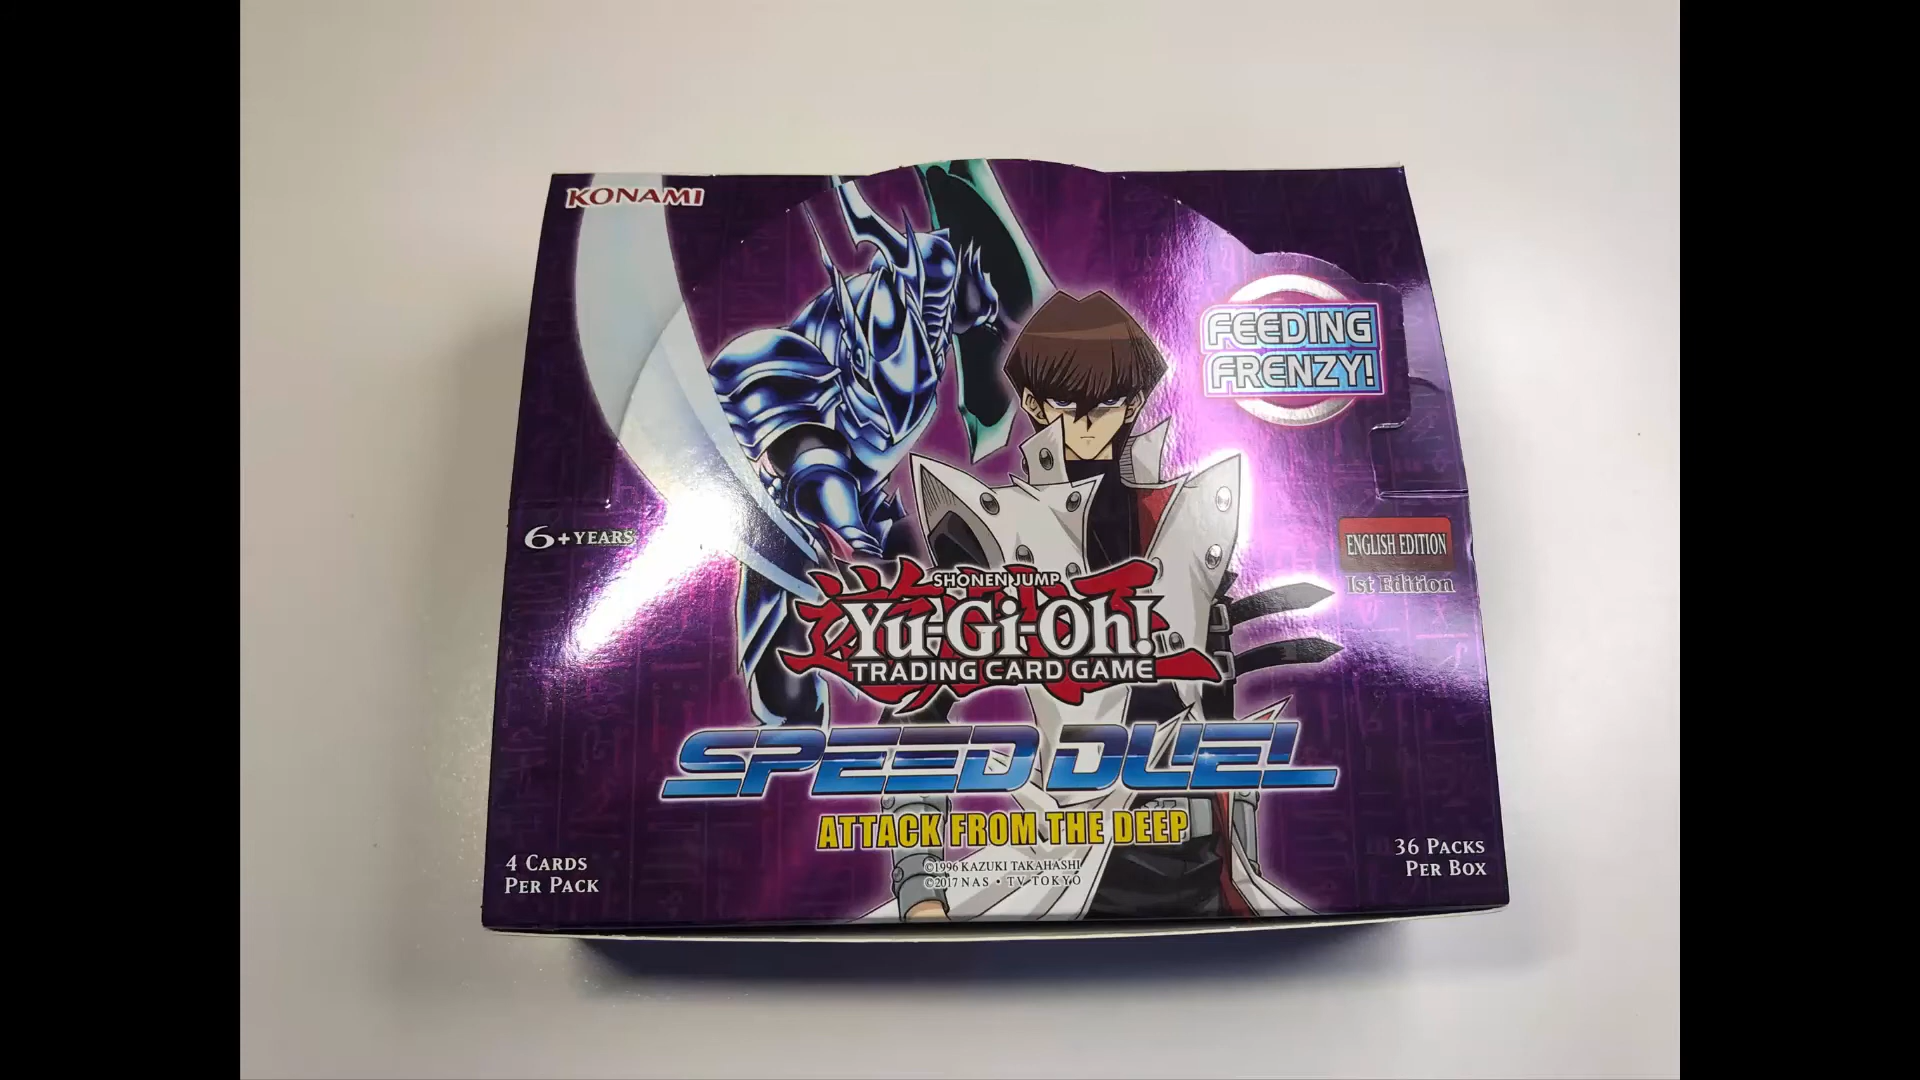 KONAMI
FEEDING
FRENZY!
6+YEARS
ENGLISH EDITION
1st Edition
SHONEN JUMP
Yu-Gi-Oh!
TRADING CARD GAME
SPEED DUEL
ATTACK FROM THE DEEP
4 CARDS
PER PACK
©1996 KAZUKI TAKAHASHI
©2017 NAS • TV TOKYO
36 PACKS
PER BOX